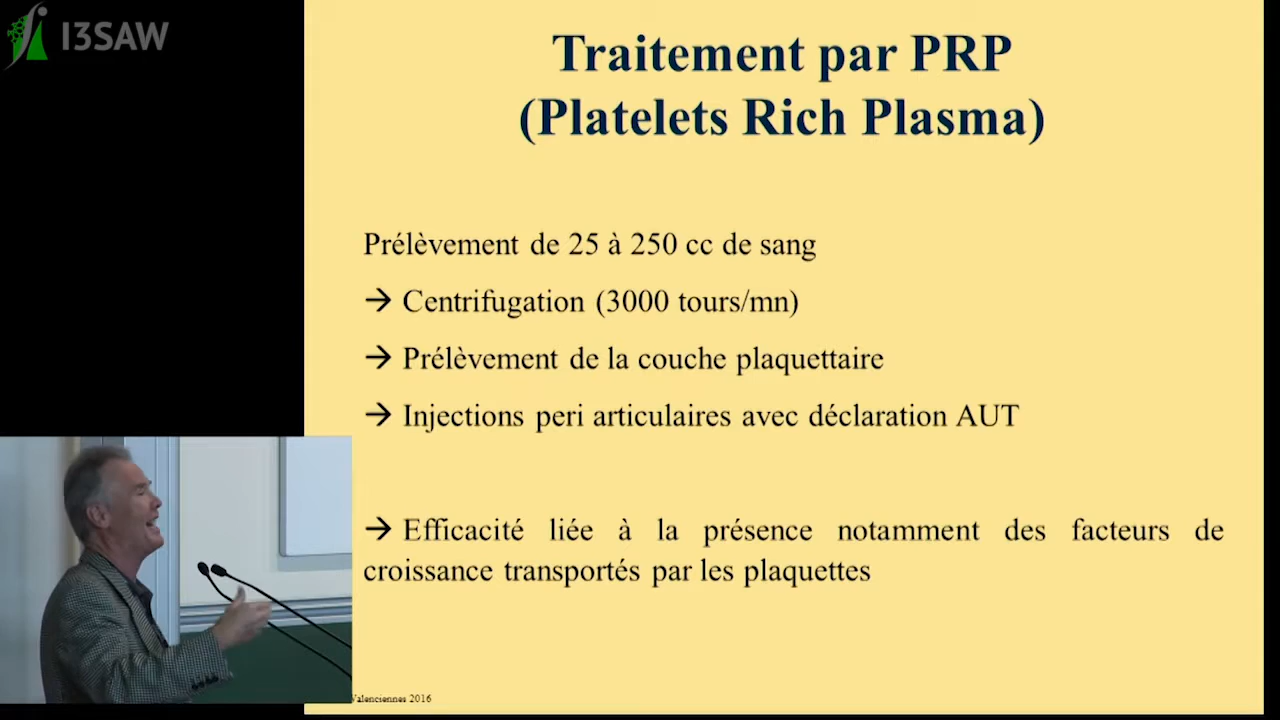 I3SAW
Traitement par PRP
(Platelets Rich Plasma)
Prélèvement de 25 à 250 cc de sang
→ Centrifugation (3000 tours/mn)
→ Prélèvement de la couche plaquettaire
→ Injections peri articulaires avec déclaration AUT
→ Efficacité liée à la présence notamment des facteurs de
croissance transportés par les plaquettes
Valenciennes 2016